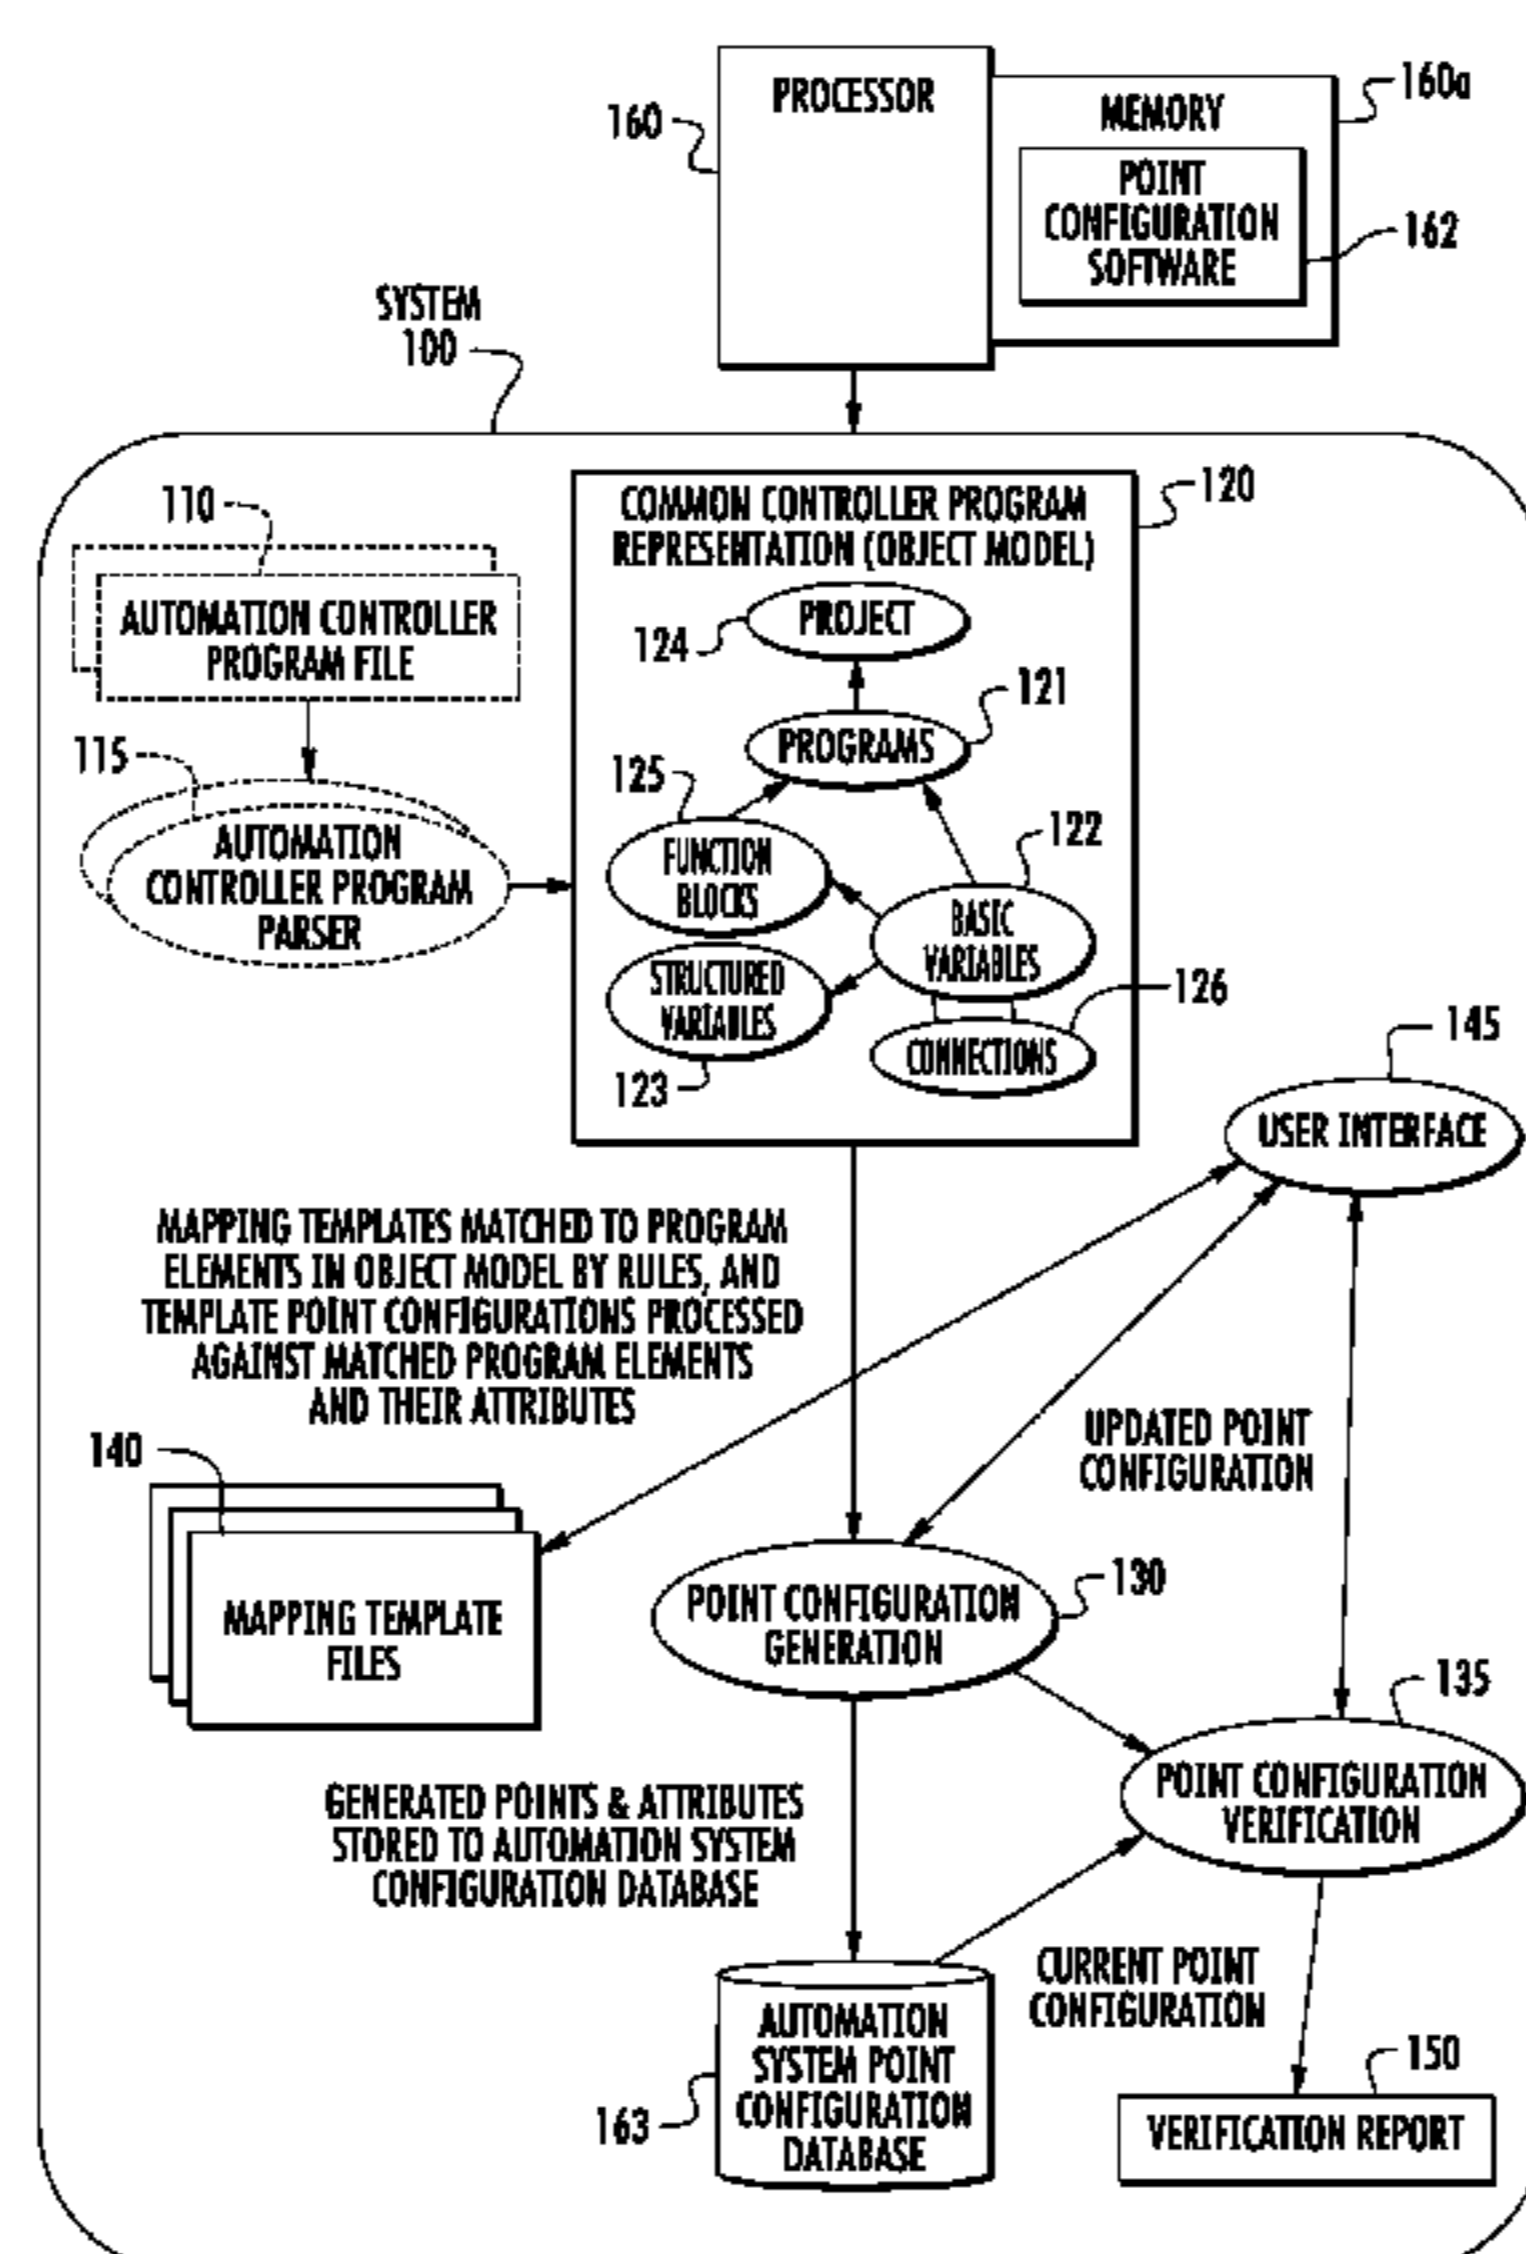 PROCESSOR
160
MEMORY
160a
POINT
CONFIGURATION
SOFTWARE
162
SYSTEM
100
110
AUTOMATION CONTROLLER
PROGRAM FILE
115
AUTOMATION
CONTROLLER PROGRAM
PARSER
COMMON CONTROLLER PROGRAM
REPRESENTATION (OBJECT MODEL)
120
PROJECT
124
PROGRAMS
121
125
FUNCTION
BLOCKS
122
BASIC
VARIABLES
STRUCTURED
VARIABLES
123
126
CONNECTIONS
145
USER INTERFACE
MAPPING TEMPLATES MATCHED TO PROGRAM
ELEMENTS IN OBJECT MODEL BY RULES, AND
TEMPLATE POINT CONFIGURATIONS PROCESSED
AGAINST MATCHED PROGRAM ELEMENTS
AND THEIR ATTRIBUTES
140
MAPPING TEMPLATE
FILES
UPDATED POINT
CONFIGURATION
POINT CONFIGURATION
GENERATION
130
135
POINT CONFIGURATION
VERIFICATION
GENERATED POINTS & ATTRIBUTES
STORED TO AUTOMATION SYSTEM
CONFIGURATION DATABASE
CURRENT POINT
CONFIGURATION
AUTOMATION
SYSTEM POINT
CONFIGURATION
DATABASE
163
150
VERIFICATION REPORT